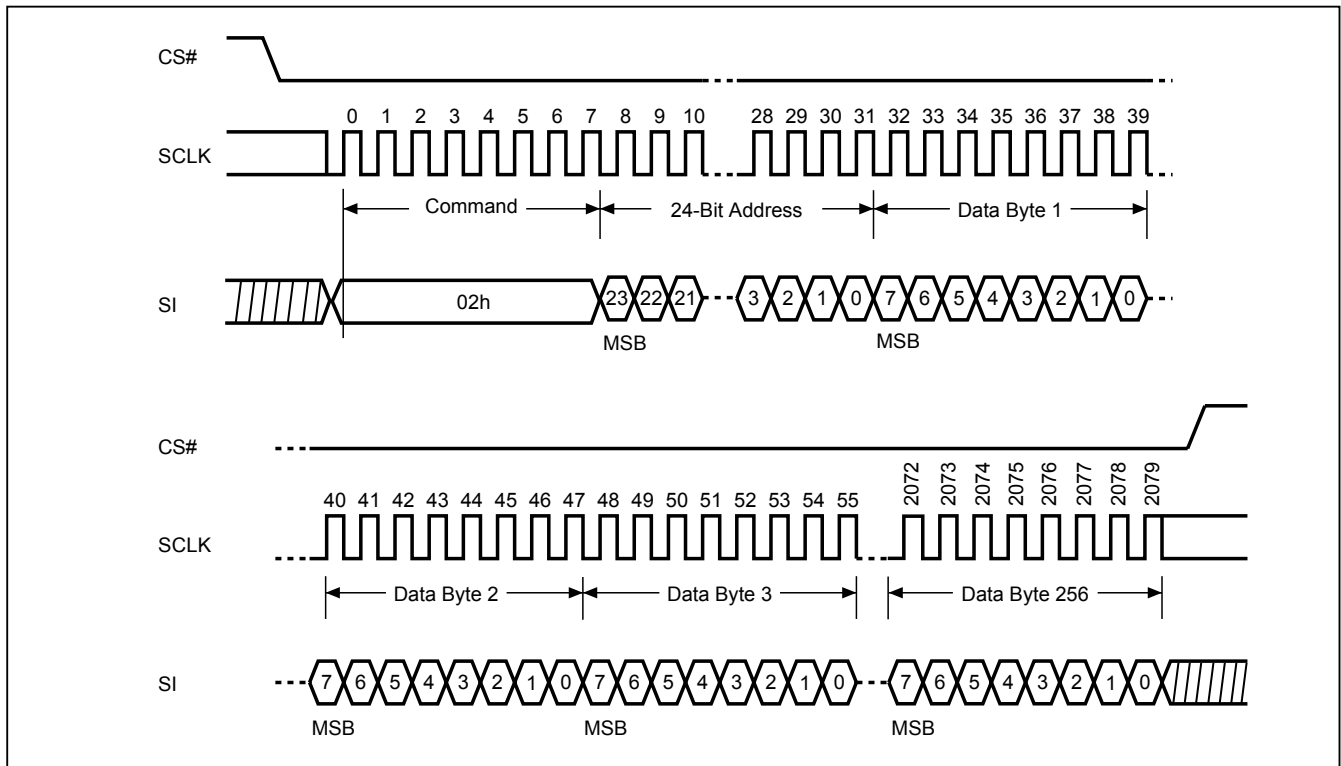 CS#
0 1 2 3 4 5 6 7 8 9 10 28 29 30 31 32 33 34 35 36 37 38 39
SCLK
Command 24-Bit Address Data Byte 1
SI 02h 23 22 21 3 2 1 0 7 6 5 4 3 2 1 0
MSB MSB
CS#
40 41 42 43 44 45 46 47 48 49 50 51 52 53 54 55 2072 2073 2074 2075 2076 2077 2078 2079
SCLK
Data Byte 2 Data Byte 3 Data Byte 256
SI 7 6 5 4 3 2 1 0 7 6 5 4 3 2 1 0 7 6 5 4 3 2 1 0
MSB MSB MSB